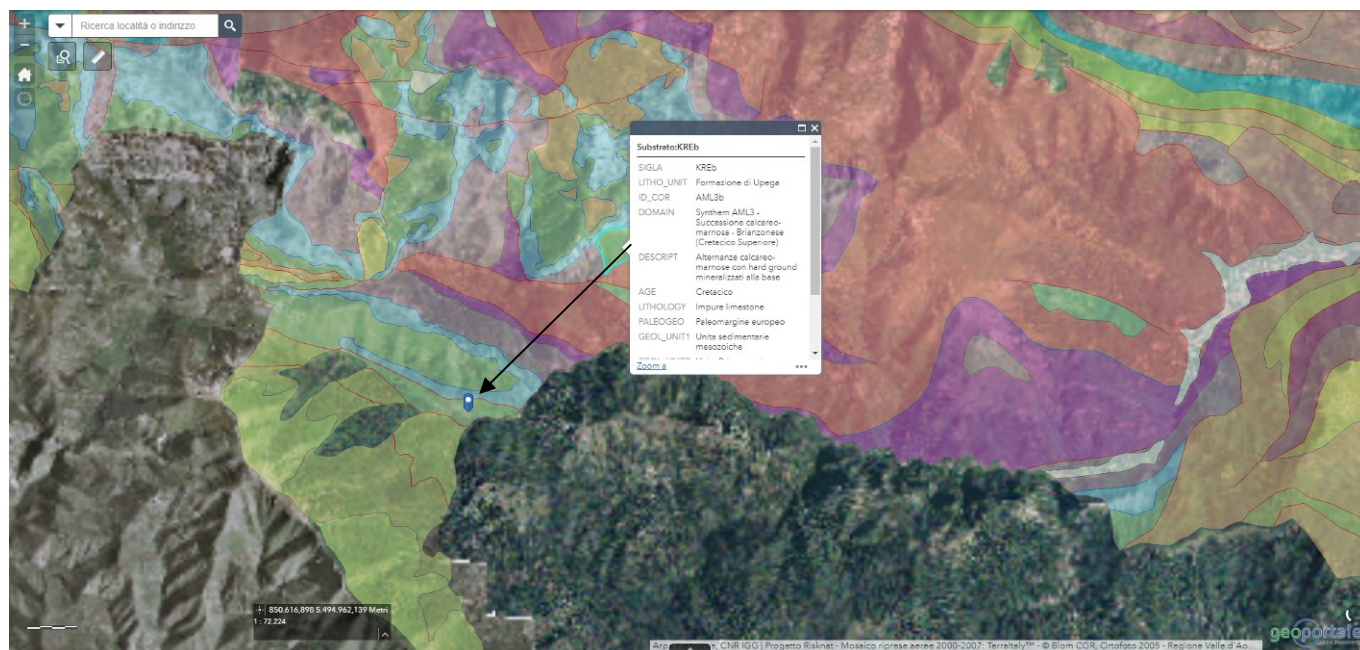 Ricerca località o indirizzo
Substrato:KREb
SIGLA KREb
LITHO_UNIT Formazione di Upega
ID_COR AML3b
DOMAIN Synthem AML3 -
Successione calcareo-
marnosa - Brianzonese
(Cretacico Superiore)
DESCRIPT Alternanze calcareo-
marnose con hard ground
mineralizzati alla base
AGE Cretacico
LITHOLOGY Impure limestone
PALEOGEO Paleomargine europeo
GEOL_UNIT1 Unita sedimentarie
mesozoiche
Zoom a
850.616,898 5.494.962,139 Metri
1 : 72.224
CNR IGG | Progetto Risknat - Mosaico riprese aeree 2000-2007: TerraItaly™ - © Blom CGR, Ortofoto 2005 - Regione Valle d'Ao...
geoportale